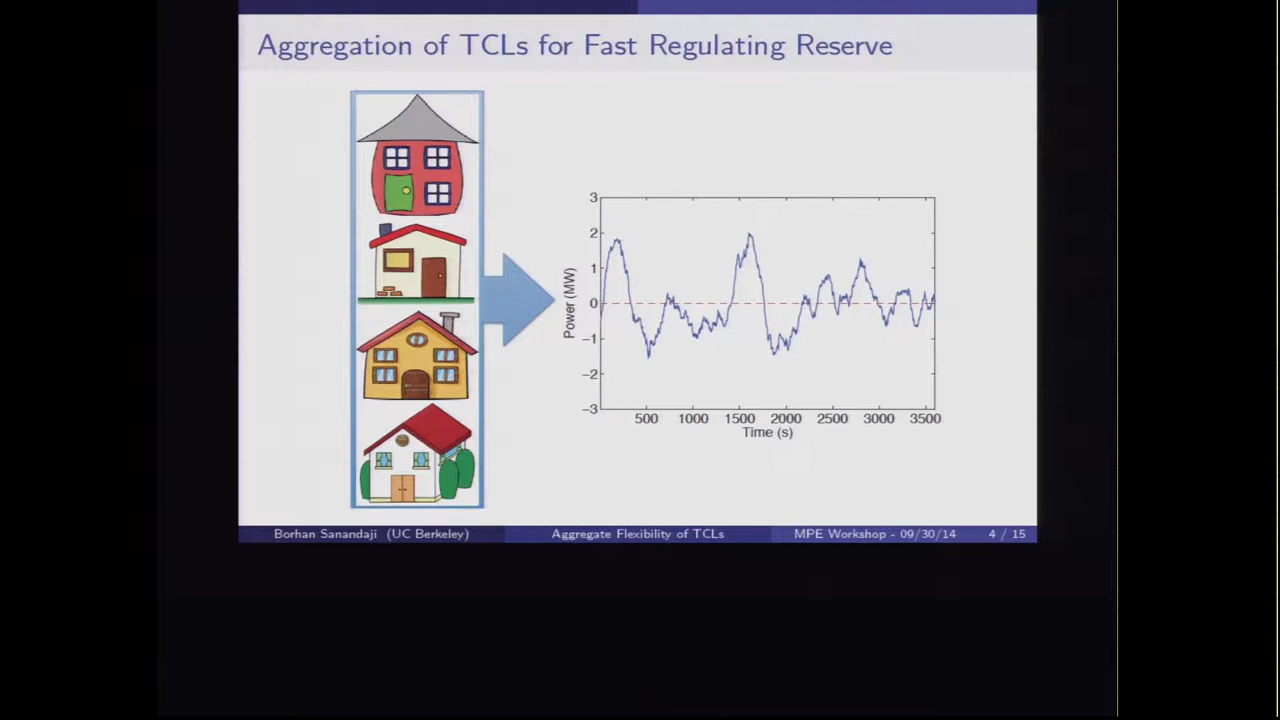 Aggregation of TCLs for Fast Regulating Reserve
3
2
1
0
−1
−2
−3
Power (MW)
500 1000 1500 2000 2500 3000 3500
Time (s)
Borhan Sanandaji (UC Berkeley) Aggregate Flexibility of TCLs MPE Workshop - 09/30/14 4 / 15